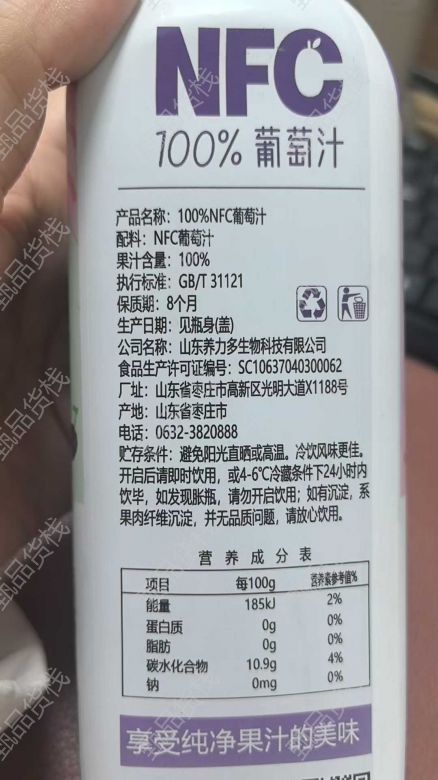 NFC
100% 葡萄汁
产品名称：100%NFC葡萄汁
配料：NFC葡萄汁
果汁含量：100%
执行标准：GB/T 31121
保质期：8个月
生产日期：见瓶身(盖)
公司名称：山东养力多生物科技有限公司
食品生产许可证编号：SC10637040300062
厂址：山东省枣庄市高新区光明大道X1188号
产地：山东省枣庄市
电话：0632-3820888
贮存条件：避免阳光直晒或高温。冷饮风味更佳。
开启后请即时饮用，或4-6℃冷藏条件下24小时内
饮毕，如发现胀瓶，请勿开启饮用；如有沉淀，系
果肉纤维沉淀，并无品质问题，请放心饮用。
营养成分表
项目 每100g 营养素参考值%
能量 185kJ 2%
蛋白质 0g 0%
脂肪 0g 0%
碳水化合物 10.9g 4%
钠 0mg 0%
享受纯净果汁的美味
甄品货栈